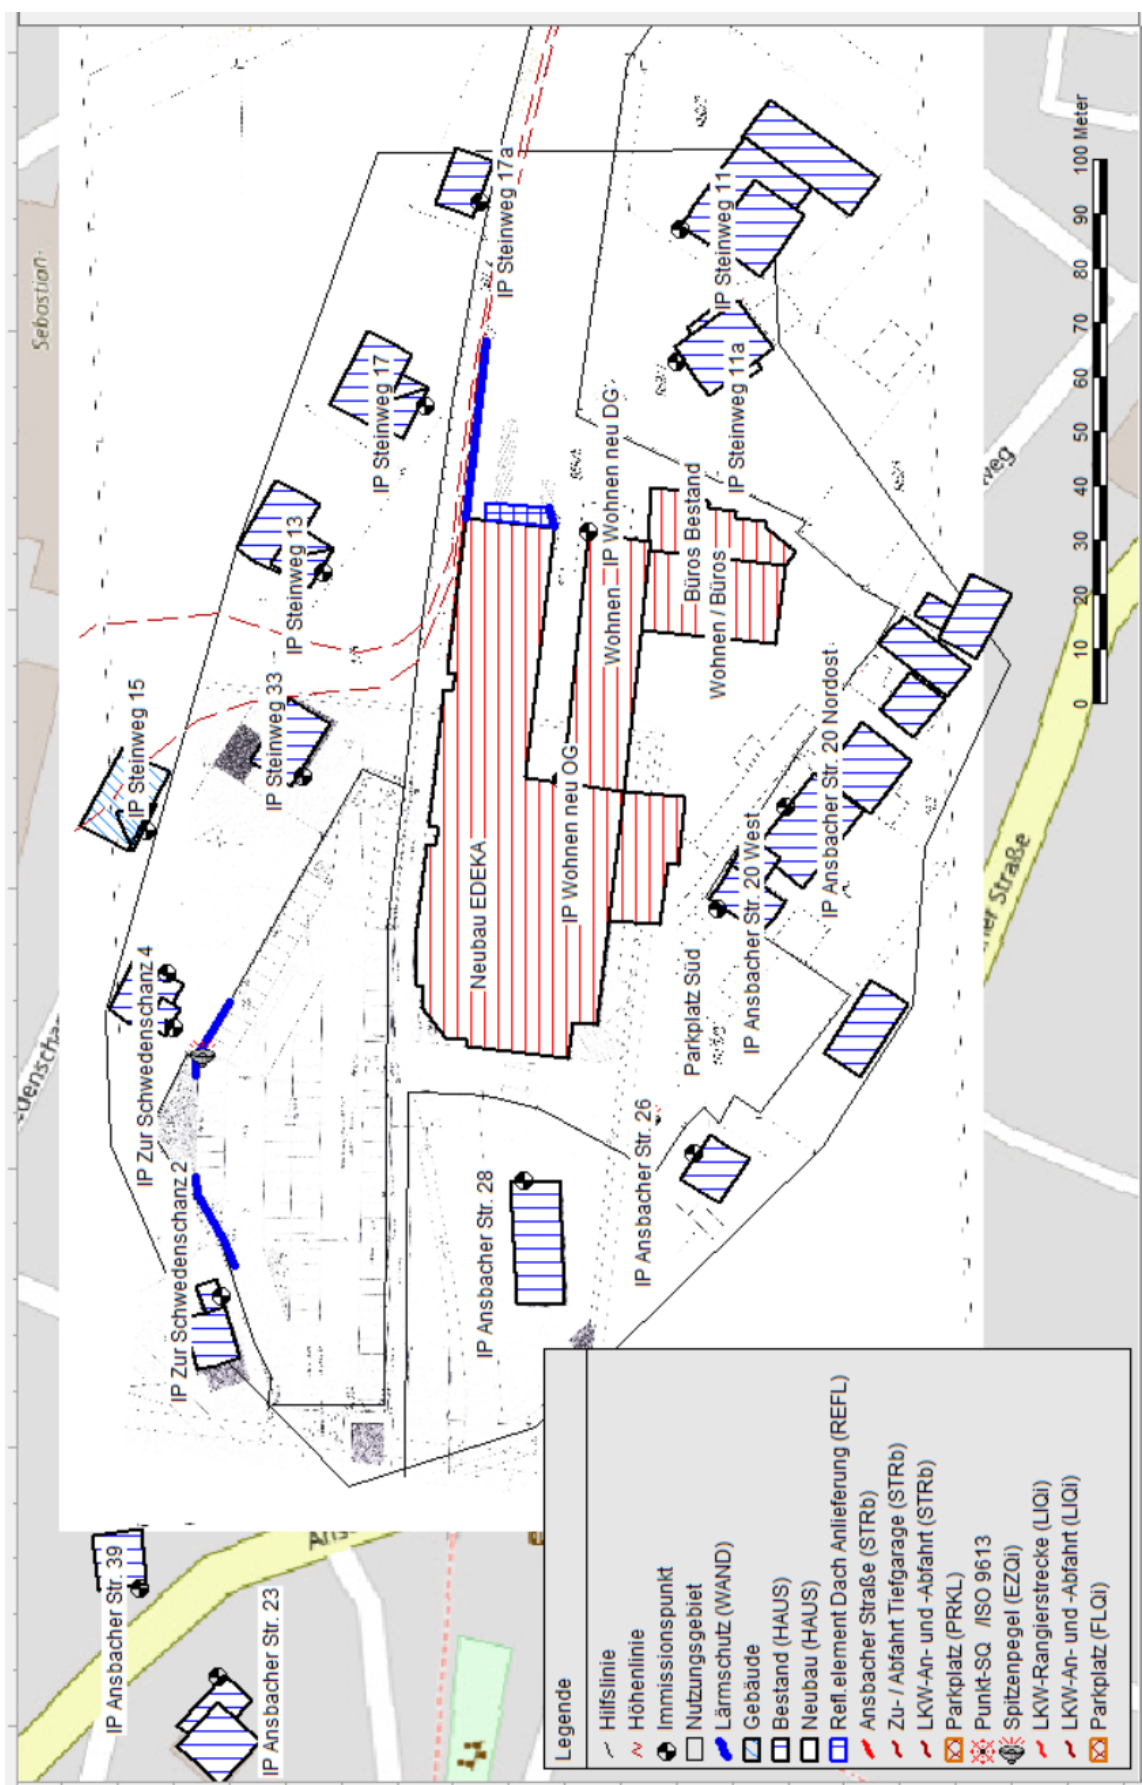 Sebastian-
IP Steinweg 17a
IP Steinweg 17
IP Steinweg 13
IP Steinweg 15
IP Steinweg 33
IP Steinweg 11
IP Steinweg 11a
IP Wohnen neu DG
Wohnen
Büros Bestand
Wohnen / Büros
Neubau EDEKA
IP Wohnen neu OG
IP Zur Schwedenschanz 4
IP Zur Schwedenschanz 2
IP Ansbacher Str. 20 Nordost
IP Ansbacher Str. 20 West
Parkplatz Süd
IP Ansbacher Str. 26
IP Ansbacher Str. 28
IP Ansbacher Str. 39
IP Ansbacher Str. 23
edenscha
weg
her Straße
Ans
0 10 20 30 40 50 60 70 80 90 100 Meter
Legende
Hilfslinie
Höhenlinie
Immissionspunkt
Nutzungsgebiet
Lärmschutz (WAND)
Gebäude
Bestand (HAUS)
Neubau (HAUS)
Refl.element Dach Anlieferung (REFL)
Ansbacher Straße (STRb)
Zu- / Abfahrt Tiefgarage (STRb)
LKW-An- und -Abfahrt (STRb)
Parkplatz (PRKL)
Punkt-SQ /ISO 9613
Spitzenpegel (EZQi)
LKW-Rangierstrecke (LIQi)
LKW-An- und -Abfahrt (LIQi)
Parkplatz (FLQi)